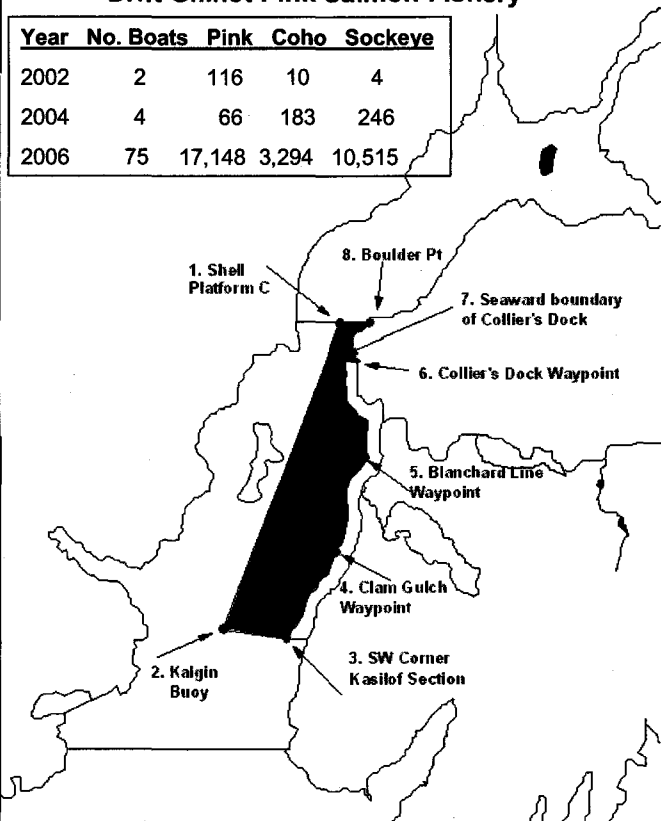 Drift Gillnet Pink Salmon Fishery
Year No. Boats Pink Coho Sockeye
2002 2 116 10 4
2004 4 66 183 246
2006 75 17,148 3,294 10,515
8. Boulder Pt
1. Shell
Platform C
7. Seaward boundary
of Collier's Dock
6. Collier's Dock Waypoint
5. Blanchard Line
Waypoint
4. Clam Gulch
Waypoint
3. SW Corner
Kasilof Section
2. Kalgin
Buoy